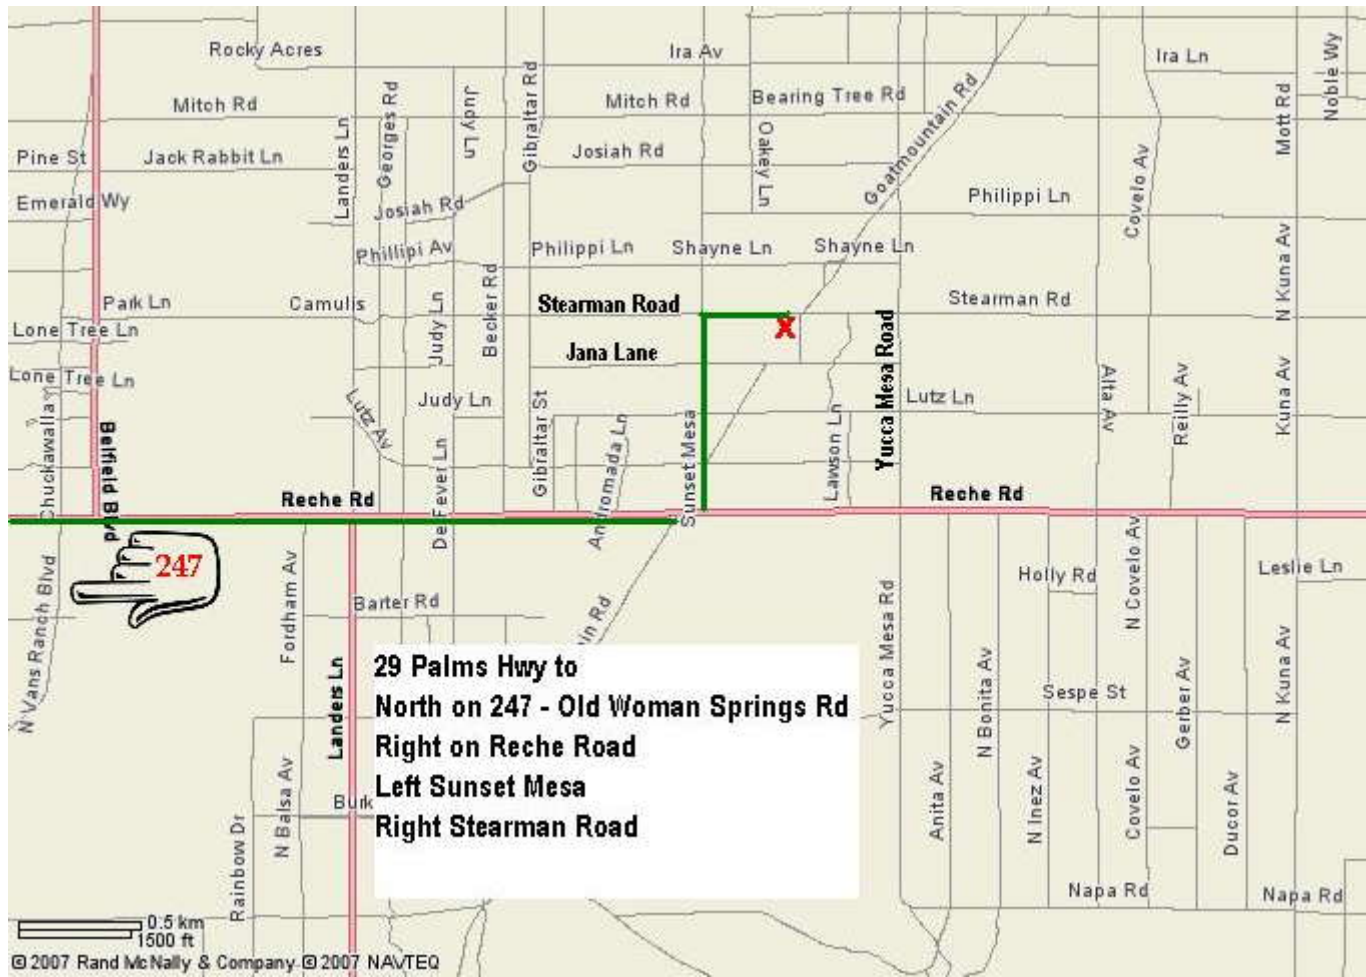 Rocky Acres
Ira Av
Ira Ln
Noble Wy
Mitch Rd
Landers Ln
Georges Rd
Judy Ln
Gibraltar Rd
Mitch Rd
Bearing Tree Rd
Goatmountain Rd
Mott Rd
Pine St
Jack Rabbit Ln
Josiah Rd
Oakey Ln
Covelo Av
Emerald Wy
Josiah Rd
Philippi Ln
Phillipi Av
Philippi Ln
Shayne Ln
Shayne Ln
N Kuna Av
Park Ln
Camulis
Judy Ln
Becker Rd
Stearman Road
X
Stearman Rd
Lone Tree Ln
Jana Lane
Yucca Mesa Road
Lone Tree Ln
Chuckawalla
Belfield Blvd
Lutz Av
Judy Ln
Gibraltar St
Andromada Ln
Sunset Mesa
Lawson Ln
Lutz Ln
Alta Av
Reilly Av
Kuna Av
De Fever Ln
Reche Rd
Reche Rd
247
N Vans Ranch Blvd
Fordham Av
Barter Rd
in Rd
Yucca Mesa Rd
Holly Rd
N Covelo Av
Leslie Ln
Landers Ln
29 Palms Hwy to
North on 247 - Old Woman Springs Rd
Right on Reche Road
Left Sunset Mesa
Right Stearman Road
N Bonita Av
Sespe St
Gerber Av
N Kuna Av
Rainbow Dr
N Balsa Av
Burk
Anita Av
N Inez Av
Covelo Av
Ducor Av
Napa Rd
Napa Rd
0.5 km
1500 ft
© 2007 Rand McNally & Company © 2007 NAVTEQ